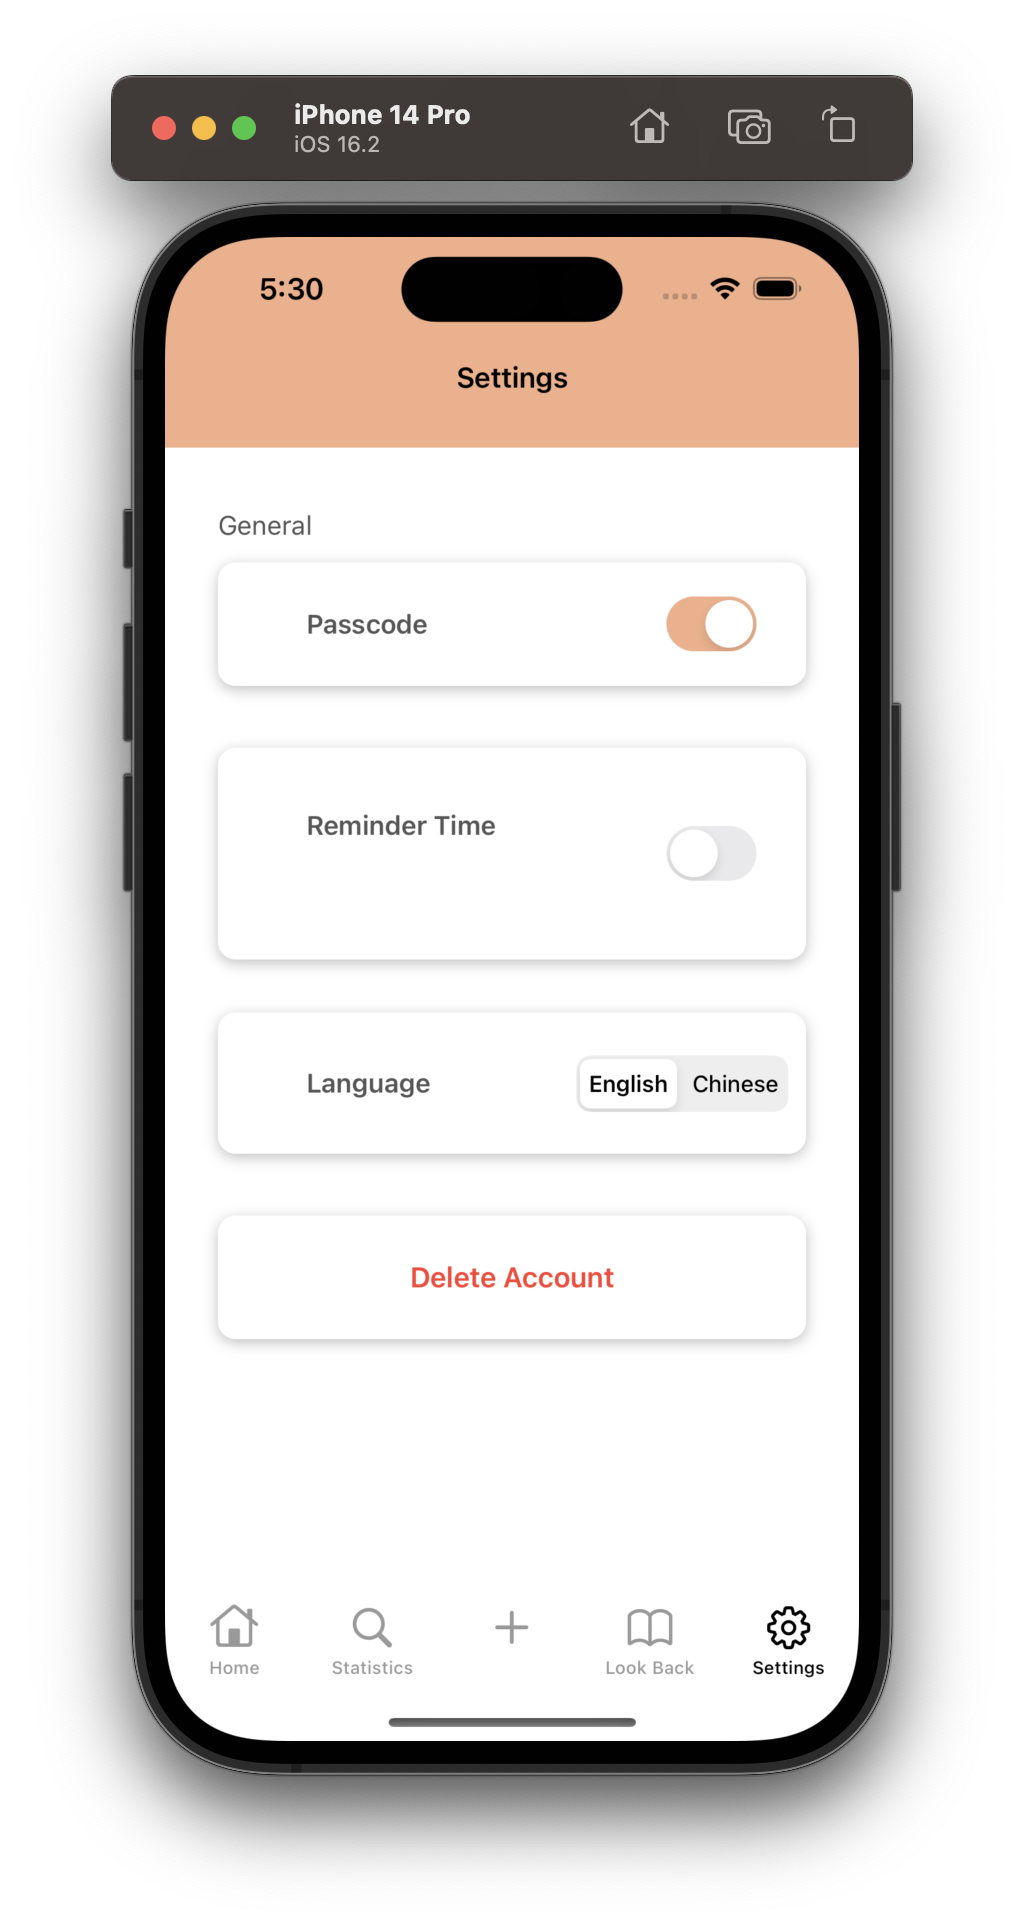 iPhone 14 Pro
iOS 16.2
5:30
Settings
General
Passcode
Reminder Time
Language
English
Chinese
Delete Account
Home
Statistics
Look Back
Settings